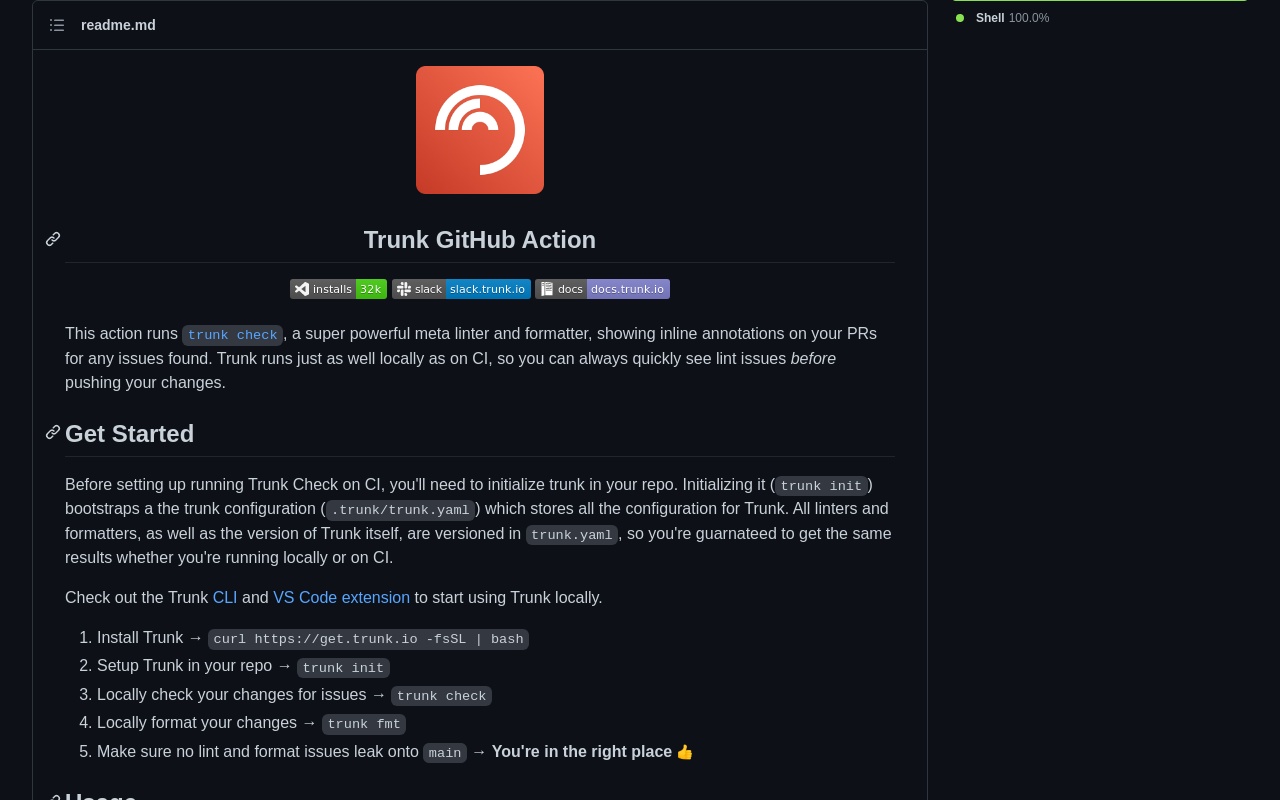 readme.md
Shell 100.0%
Trunk GitHub Action
installs 32k slack slack.trunk.io docs docs.trunk.io
This action runs trunk check, a super powerful meta linter and formatter, showing inline annotations on your PRs
for any issues found. Trunk runs just as well locally as on CI, so you can always quickly see lint issues before
pushing your changes.
Get Started
Before setting up running Trunk Check on CI, you'll need to initialize trunk in your repo. Initializing it (trunk init)
bootstraps a the trunk configuration (.trunk/trunk.yaml) which stores all the configuration for Trunk. All linters and
formatters, as well as the version of Trunk itself, are versioned in trunk.yaml, so you're guarnateed to get the same
results whether you're running locally or on CI.
Check out the Trunk CLI and VS Code extension to start using Trunk locally.
1. Install Trunk → curl https://get.trunk.io -fsSL | bash
2. Setup Trunk in your repo → trunk init
3. Locally check your changes for issues → trunk check
4. Locally format your changes → trunk fmt
5. Make sure no lint and format issues leak onto main → You're in the right place 👍
Usage